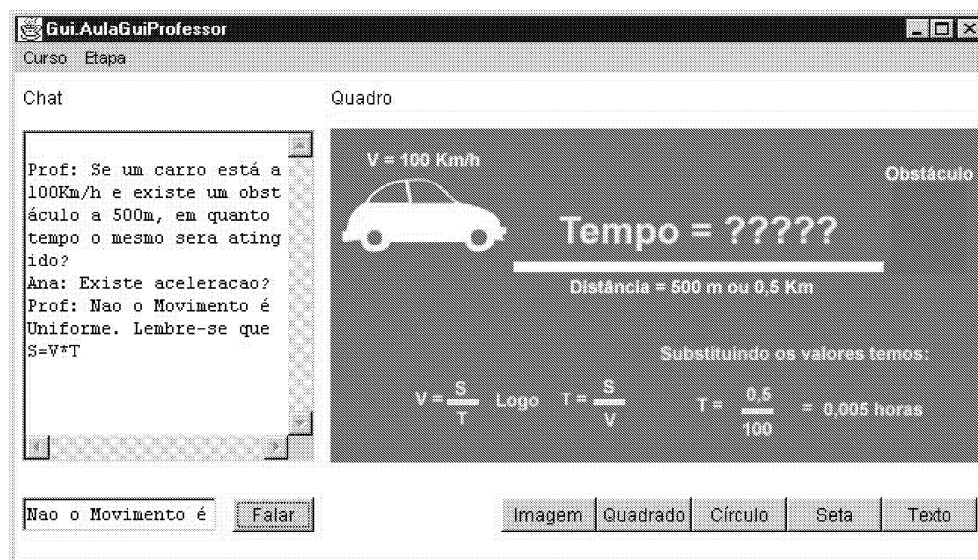 Gui.AulaGuiProfessor
Curso Etapa
Chat
Quadro
Prof: Se um carro está a
100Km/h e existe um obst
áculo a 500m, em quanto
tempo o mesmo sera ating
ido?
Ana: Existe aceleracao?
Prof: Nao o Movimento é
Uniforme. Lembre-se que
S=V*T
V = 100 Km/h
Obstáculo
Tempo = ?????
Distância = 500 m ou 0,5 Km
Substituindo os valores temos:
V = S / T Logo T = S / V T = 0,5 / 100 = 0,005 horas
Nao o Movimento é
Falar
Imagem Quadrado Círculo Seta Texto